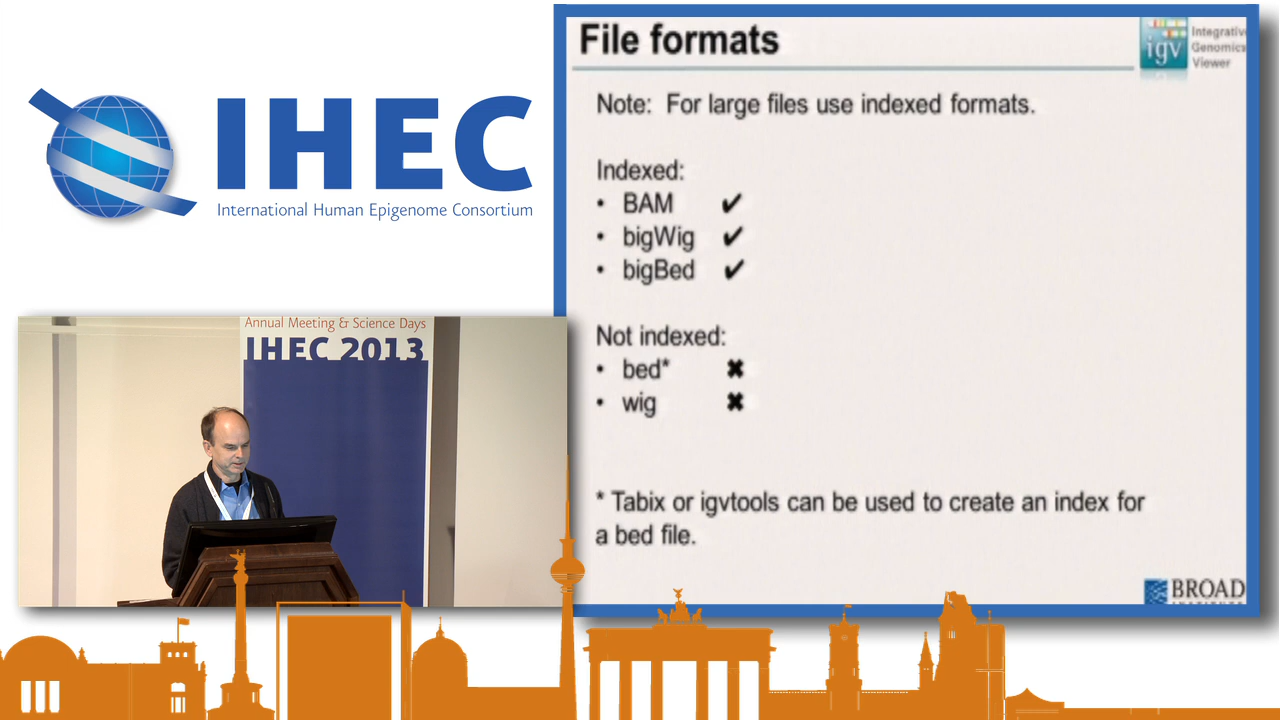 IHEC
International Human Epigenome Consortium
Annual Meeting & Science Days
IHEC 2013
File formats
igv
Integrative
Genomics
Viewer
Note: For large files use indexed formats.
Indexed:
• BAM ✔
• bigWig ✔
• bigBed ✔
Not indexed:
• bed* ✖
• wig ✖
* Tabix or igvtools can be used to create an index for
a bed file.
BROAD